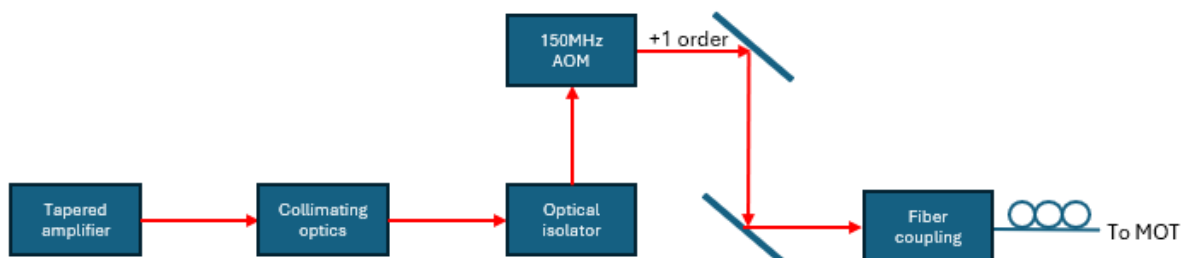 150MHz
AOM
+1 order
Tapered
amplifier
Collimating
optics
Optical
isolator
Fiber
coupling
To MOT